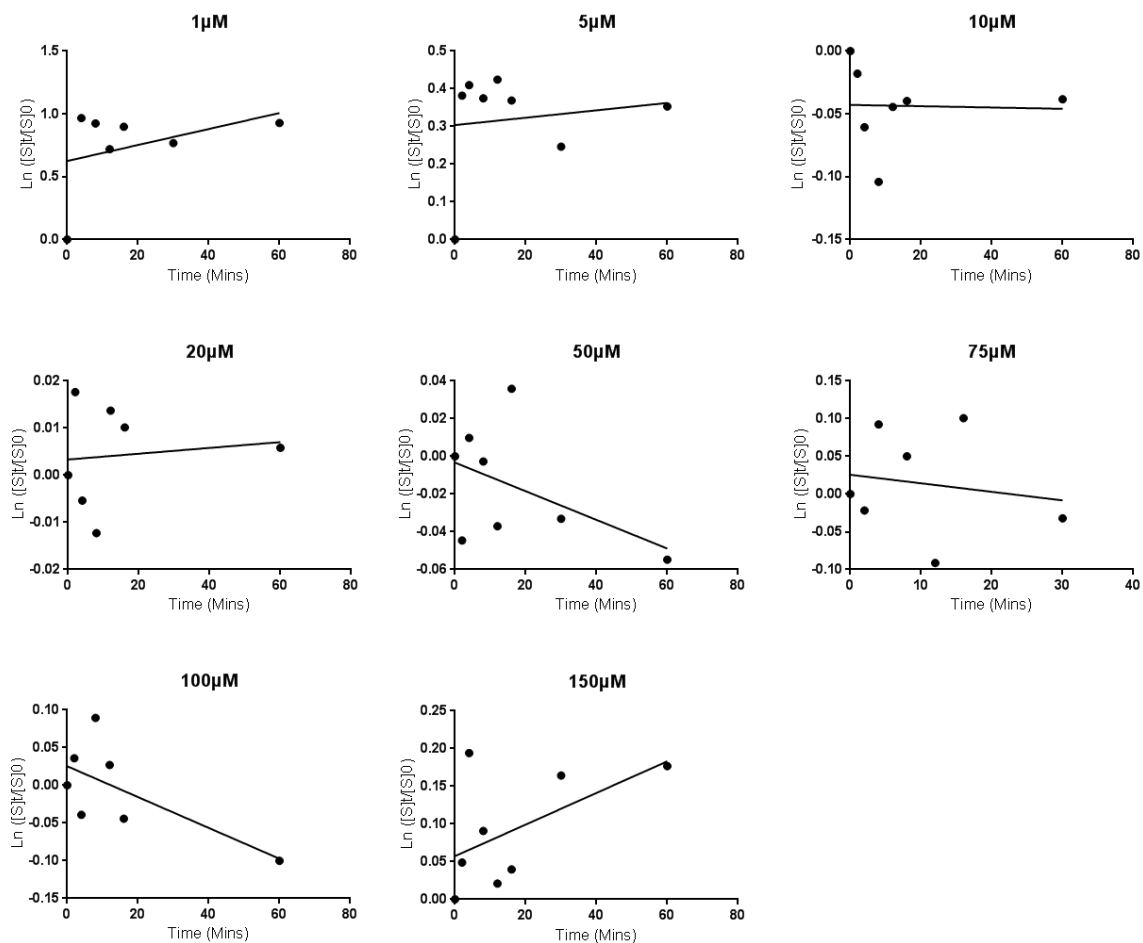 1µM
Ln ([S]t/[S]0)
1.5
1.0
0.5
0.0
0 20 40 60 80
Time (Mins)
5µM
Ln ([S]t/[S]0)
0.5
0.4
0.3
0.2
0.1
0.0
0 20 40 60 80
Time (Mins)
10µM
Ln ([S]t/[S]0)
0.00
-0.05
-0.10
-0.15
0 20 40 60 80
Time (Mins)
20µM
Ln ([S]t/[S]0)
0.02
0.01
0.00
-0.01
-0.02
0 20 40 60 80
Time (Mins)
50µM
Ln ([S]t/[S]0)
0.04
0.02
0.00
-0.02
-0.04
-0.06
0 20 40 60 80
Time (Mins)
75µM
Ln ([S]t/[S]0)
0.15
0.10
0.05
0.00
-0.05
-0.10
0 10 20 30 40
Time (Mins)
100µM
Ln ([S]t/[S]0)
0.10
0.05
0.00
-0.05
-0.10
-0.15
0 20 40 60 80
Time (Mins)
150µM
Ln ([S]t/[S]0)
0.25
0.20
0.15
0.10
0.05
0.00
0 20 40 60 80
Time (Mins)